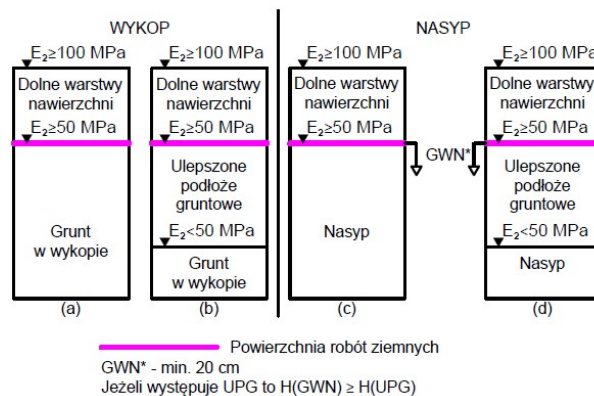 WYKOP
NASYP
E₂≥100 MPa
E₂≥100 MPa
E₂≥100 MPa
E₂≥100 MPa
Dolne warstwy
nawierzchni
Dolne warstwy
nawierzchni
Dolne warstwy
nawierzchni
Dolne warstwy
nawierzchni
E₂≥50 MPa
E₂≥50 MPa
E₂≥50 MPa
E₂≥50 MPa
GWN*
Grunt
w wykopie
Ulepszone
podłoże
gruntowe
E₂<50 MPa
Grunt
w wykopie
Nasyp
Ulepszone
podłoże
gruntowe
E₂<50 MPa
Nasyp
(a)
(b)
(c)
(d)
Powierzchnia robót ziemnych
GWN* - min. 20 cm
Jeżeli występuje UPG to H(GWN) ≥ H(UPG)